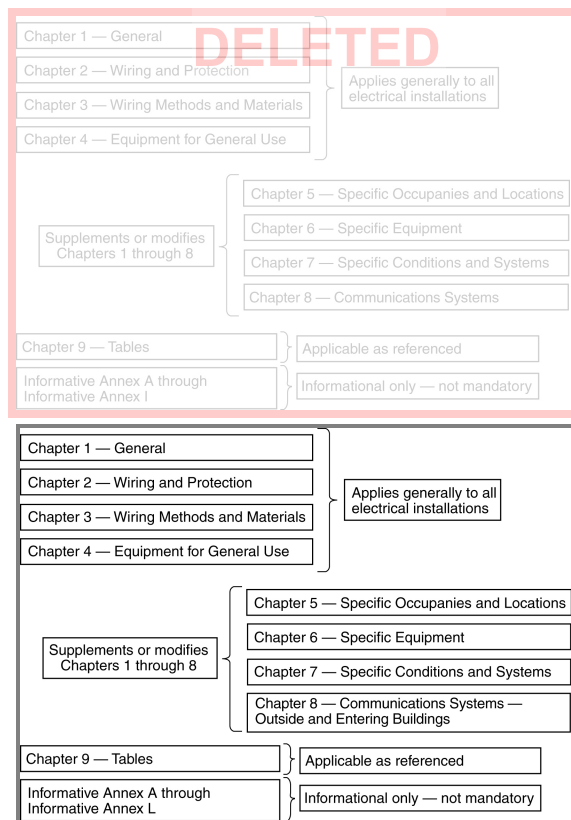 DELETED
Chapter 1 — General
Chapter 2 — Wiring and Protection
Chapter 3 — Wiring Methods and Materials
Chapter 4 — Equipment for General Use
Applies generally to all
electrical installations
Supplements or modifies
Chapters 1 through 8
Chapter 5 — Specific Occupanies and Locations
Chapter 6 — Specific Equipment
Chapter 7 — Specific Conditions and Systems
Chapter 8 — Communications Systems
Chapter 9 — Tables
Applicable as referenced
Informative Annex A through
Informative Annex I
Informational only — not mandatory
Chapter 1 — General
Chapter 2 — Wiring and Protection
Chapter 3 — Wiring Methods and Materials
Chapter 4 — Equipment for General Use
Applies generally to all
electrical installations
Supplements or modifies
Chapters 1 through 8
Chapter 5 — Specific Occupanies and Locations
Chapter 6 — Specific Equipment
Chapter 7 — Specific Conditions and Systems
Chapter 8 — Communications Systems —
Outside and Entering Buildings
Chapter 9 — Tables
Applicable as referenced
Informative Annex A through
Informative Annex L
Informational only — not mandatory